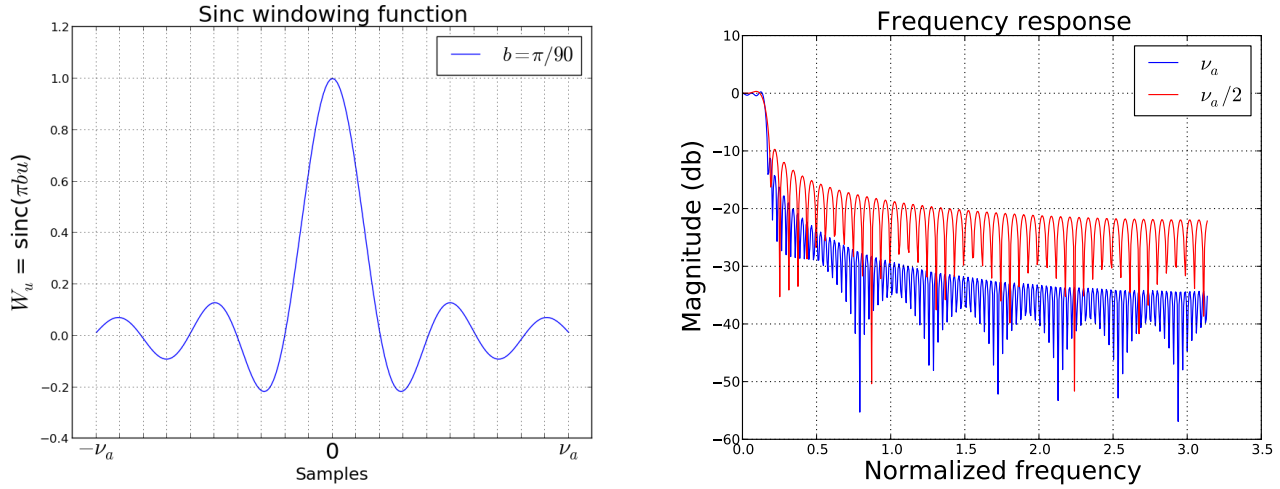 Sinc windowing function
b = π/90
W_u = sinc(πbu)
1.2
1.0
0.8
0.6
0.4
0.2
0.0
−0.2
−0.4
−ν_a
0
ν_a
Samples
Frequency response
ν_a
ν_a/2
Magnitude (db)
10
0
−10
−20
−30
−40
−50
−60
0.0 0.5 1.0 1.5 2.0 2.5 3.0 3.5
Normalized frequency